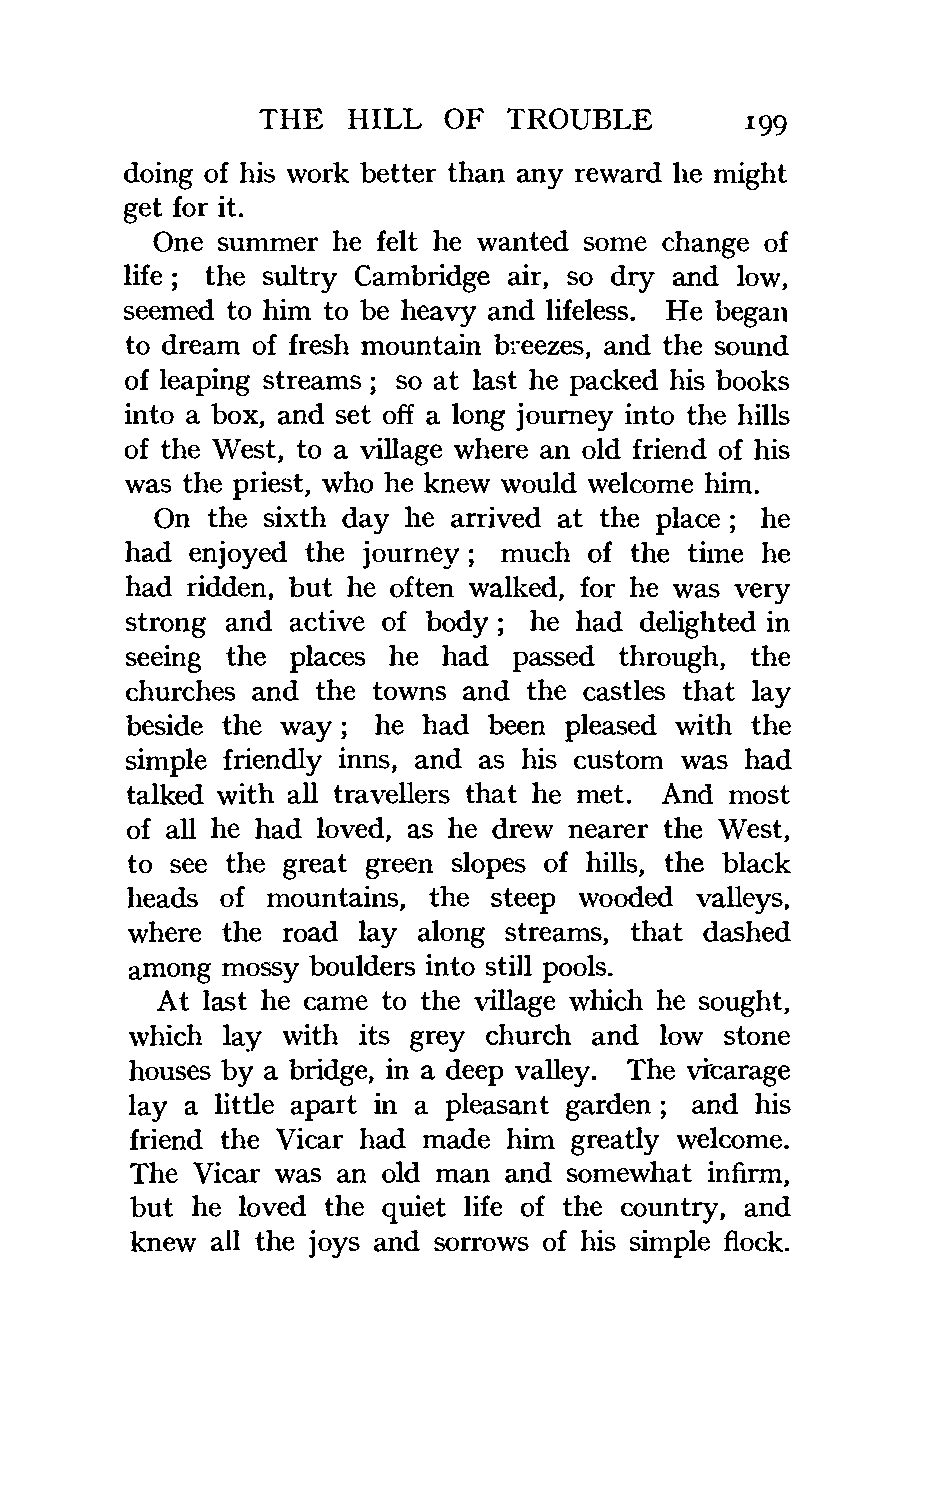 THE HILL OF TROUBLE 199
doing of his work better than any reward he might
get for it.
One summer he felt he wanted some change of
life ; the sultry Cambridge air, so dry and low,
seemed to him to be heavy and lifeless. He began
to dream of fresh mountain breezes, and the sound
of leaping streams ; so at last he packed his books
into a box, and set off a long journey into the hills
of the West, to a village where an old friend of his
was the priest, who he knew would welcome him.
On the sixth day he arrived at the place ; he
had enjoyed the journey ; much of the time he
had ridden, but he often walked, for he was very
strong and active of body ; he had delighted in
seeing the places he had passed through, the
churches and the towns and the castles that lay
beside the way ; he had been pleased with the
simple friendly inns, and as his custom was had
talked with all travellers that he met. And most
of all he had loved, as he drew nearer the West,
to see the great green slopes of hills, the black
heads of mountains, the steep wooded valleys,
where the road lay along streams, that dashed
among mossy boulders into still pools.
At last he came to the village which he sought,
which lay with its grey church and low stone
houses by a bridge, in a deep valley. The vicarage
lay a little apart in a pleasant garden ; and his
friend the Vicar had made him greatly welcome.
The Vicar was an old man and somewhat infirm,
but he loved the quiet life of the country, and
knew all the joys and sorrows of his simple flock.